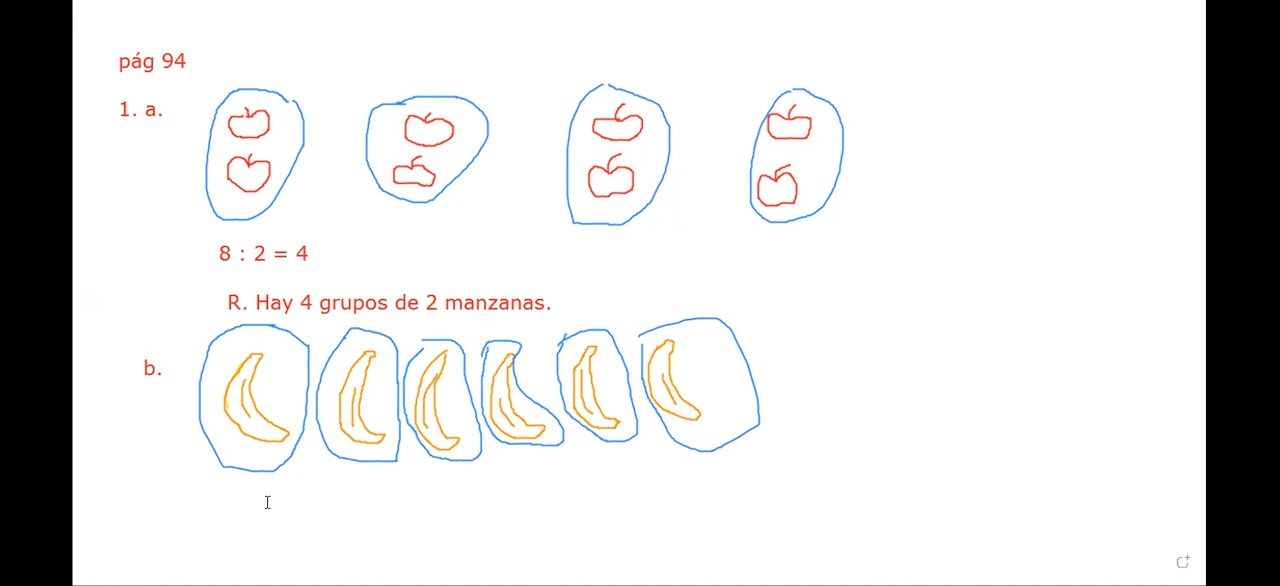 pág 94
1. a.
8 : 2 = 4
R. Hay 4 grupos de 2 manzanas.
b.